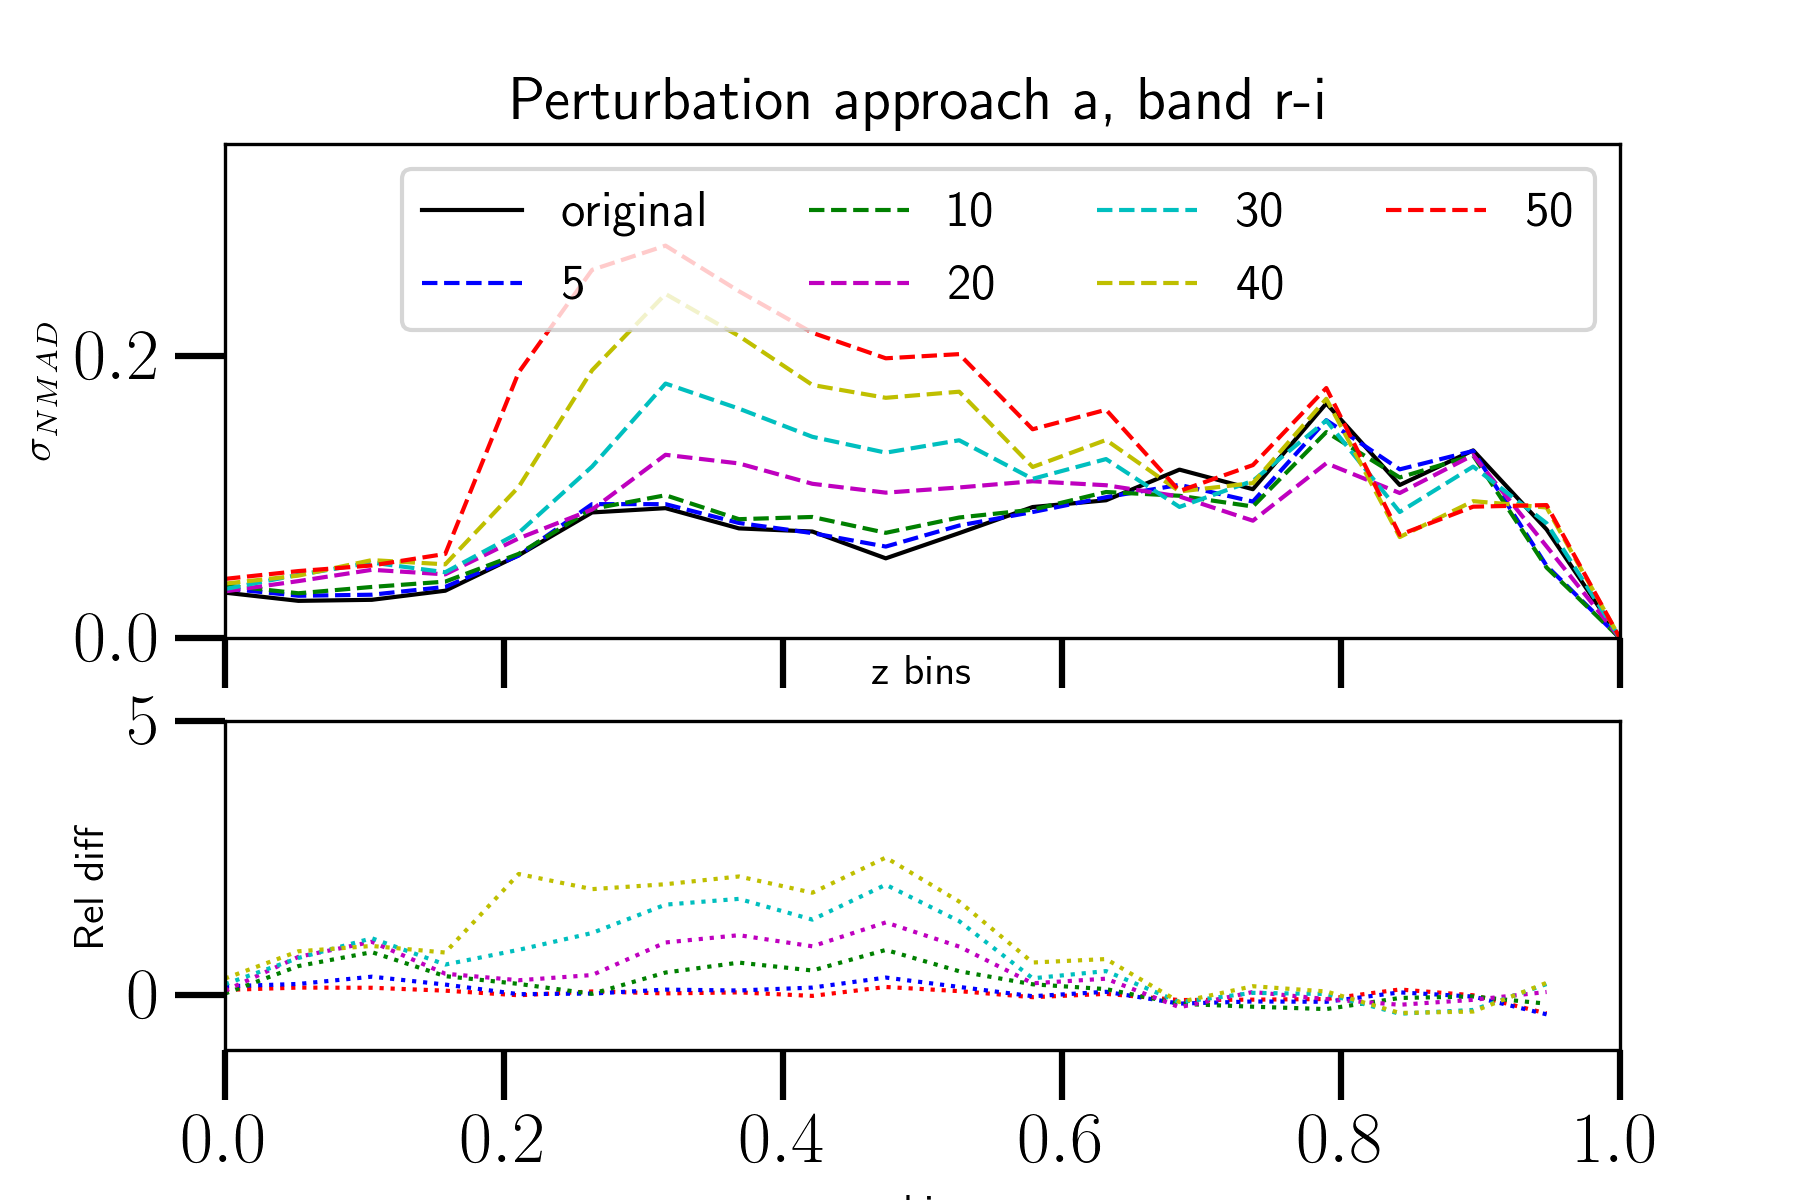 Perturbation approach a, band r-i
original 10 30 50
5 20 40
σNMAD
0.2
0.0
z bins
5
Rel diff
0
0.0 0.2 0.4 0.6 0.8 1.0